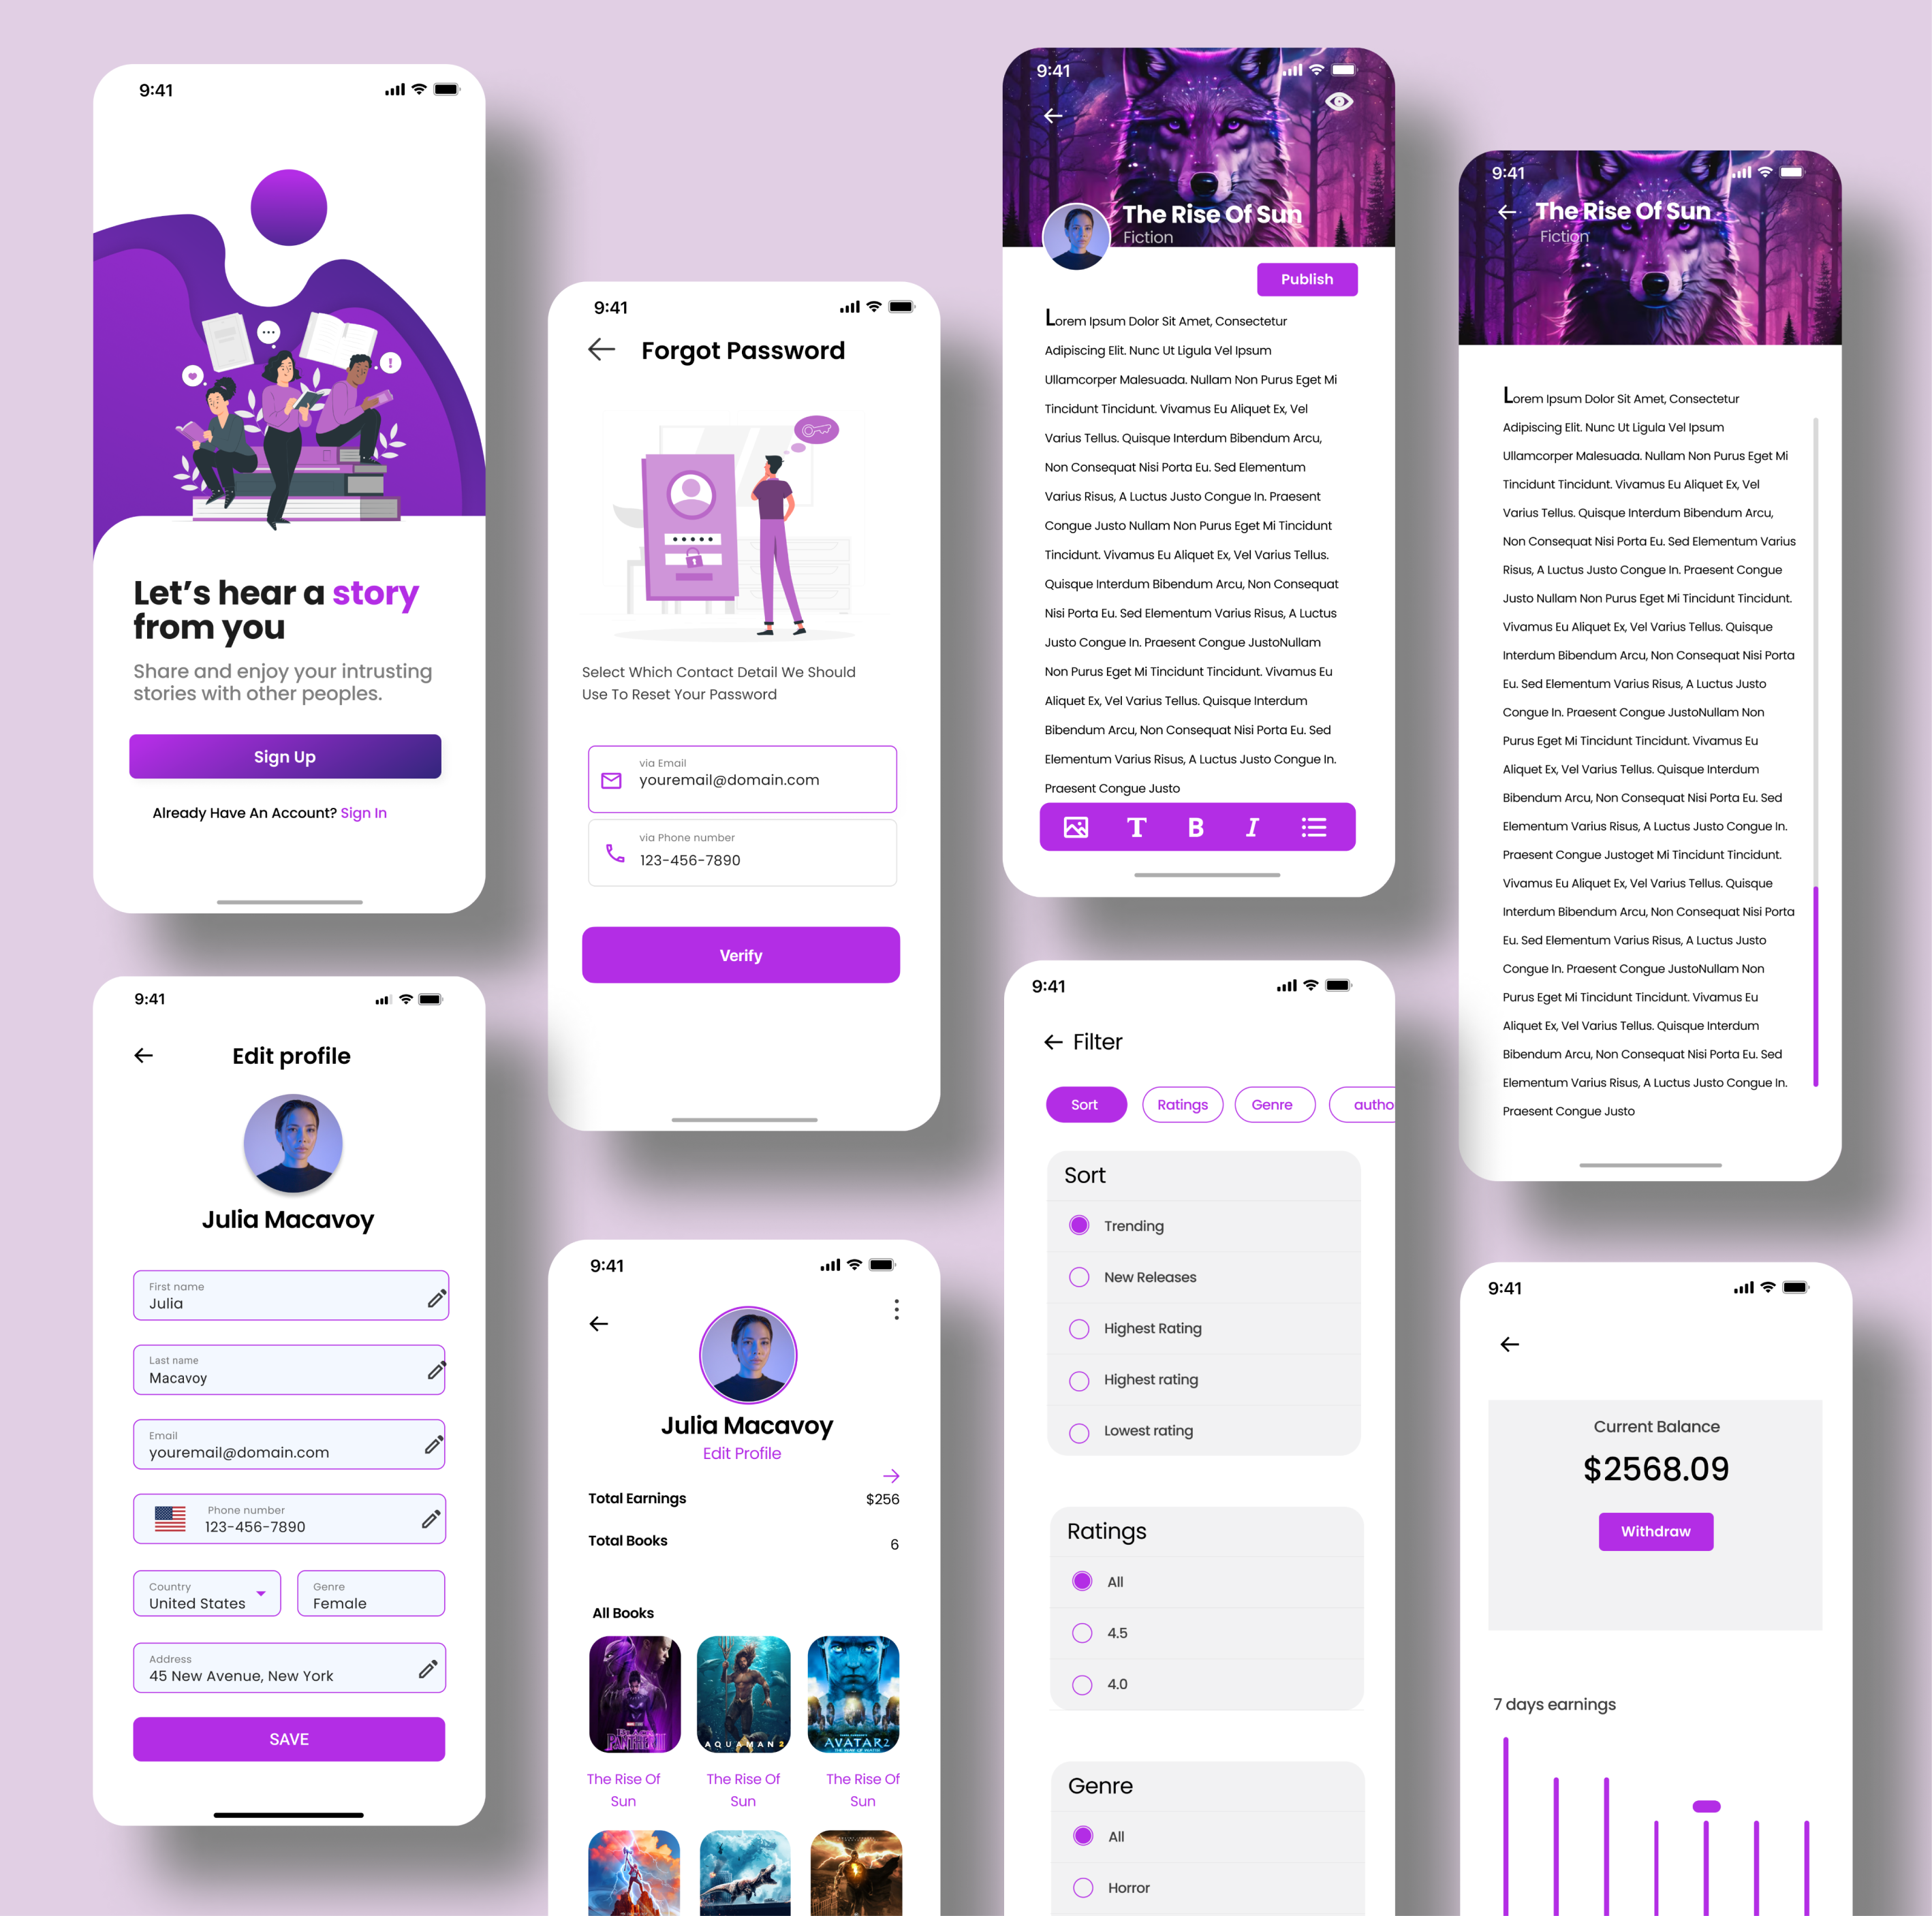 9:41
Let's hear a story
from you
Share and enjoy your intrusting
stories with other peoples.
Sign Up
Already Have An Account? Sign In
9:41
Forgot Password
Select Which Contact Detail We Should
Use To Reset Your Password
via Email
youremail@domain.com
via Phone number
123-456-7890
Verify
9:41
The Rise Of Sun
Fiction
Publish
Lorem Ipsum Dolor Sit Amet, Consectetur
Adipiscing Elit. Nunc Ut Ligula Vel Ipsum
Ullamcorper Malesuada. Nullam Non Purus Eget Mi
Tincidunt Tincidunt. Vivamus Eu Aliquet Ex, Vel
Varius Tellus. Quisque Interdum Bibendum Arcu,
Non Consequat Nisi Porta Eu. Sed Elementum
Varius Risus, A Luctus Justo Congue In. Praesent
Congue Justo Nullam Non Purus Eget Mi Tincidunt
Tincidunt. Vivamus Eu Aliquet Ex, Vel Varius Tellus.
Quisque Interdum Bibendum Arcu, Non Consequat
Nisi Porta Eu. Sed Elementum Varius Risus, A Luctus
Justo Congue In. Praesent Congue JustoNullam
Non Purus Eget Mi Tincidunt Tincidunt. Vivamus Eu
Aliquet Ex, Vel Varius Tellus. Quisque Interdum
Bibendum Arcu, Non Consequat Nisi Porta Eu. Sed
Elementum Varius Risus, A Luctus Justo Congue In.
Praesent Congue Justo
T B I
9:41
The Rise Of Sun
Fiction
Lorem Ipsum Dolor Sit Amet, Consectetur
Adipiscing Elit. Nunc Ut Ligula Vel Ipsum
Ullamcorper Malesuada. Nullam Non Purus Eget Mi
Tincidunt Tincidunt. Vivamus Eu Aliquet Ex, Vel
Varius Tellus. Quisque Interdum Bibendum Arcu,
Non Consequat Nisi Porta Eu. Sed Elementum Varius
Risus, A Luctus Justo Congue In. Praesent Congue
Justo Nullam Non Purus Eget Mi Tincidunt Tincidunt.
Vivamus Eu Aliquet Ex, Vel Varius Tellus. Quisque
Interdum Bibendum Arcu, Non Consequat Nisi Porta
Eu. Sed Elementum Varius Risus, A Luctus Justo
Congue In. Praesent Congue JustoNullam Non
Purus Eget Mi Tincidunt Tincidunt. Vivamus Eu
Aliquet Ex, Vel Varius Tellus. Quisque Interdum
Bibendum Arcu, Non Consequat Nisi Porta Eu. Sed
Elementum Varius Risus, A Luctus Justo Congue In.
Praesent Congue Justoget Mi Tincidunt Tincidunt.
Vivamus Eu Aliquet Ex, Vel Varius Tellus. Quisque
Interdum Bibendum Arcu, Non Consequat Nisi Porta
Eu. Sed Elementum Varius Risus, A Luctus Justo
Congue In. Praesent Congue JustoNullam Non
Purus Eget Mi Tincidunt Tincidunt. Vivamus Eu
Aliquet Ex, Vel Varius Tellus. Quisque Interdum
Bibendum Arcu, Non Consequat Nisi Porta Eu. Sed
Elementum Varius Risus, A Luctus Justo Congue In.
Praesent Congue Justo
9:41
Edit profile
Julia Macavoy
First name
Julia
Last name
Macavoy
Email
youremail@domain.com
Phone number
123-456-7890
Country
United States
Genre
Female
Address
45 New Avenue, New York
SAVE
9:41
Julia Macavoy
Edit Profile
Total Earnings $256
Total Books 6
All Books
BLACK
PANTHER II
AQUAMAN 2
AVATAR 2
THE WAY OF WATER
The Rise Of
Sun
The Rise Of
Sun
The Rise Of
Sun
9:41
Filter
Sort Ratings Genre autho
Sort
Trending
New Releases
Highest Rating
Highest rating
Lowest rating
Ratings
All
4.5
4.0
Genre
All
Horror
9:41
Current Balance
$2568.09
Withdraw
7 days earnings